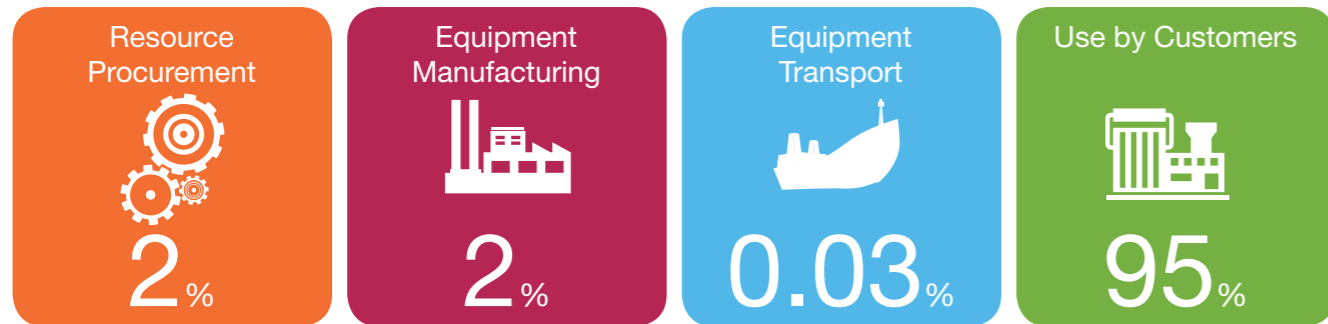 Resource
Procurement
2%
Equipment
Manufacturing
2%
Equipment
Transport
0.03%
Use by Customers
95%